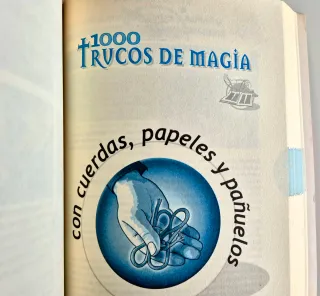 1000
TRUCOS DE MAGIA
con cuerdas, papeles y pañuelos